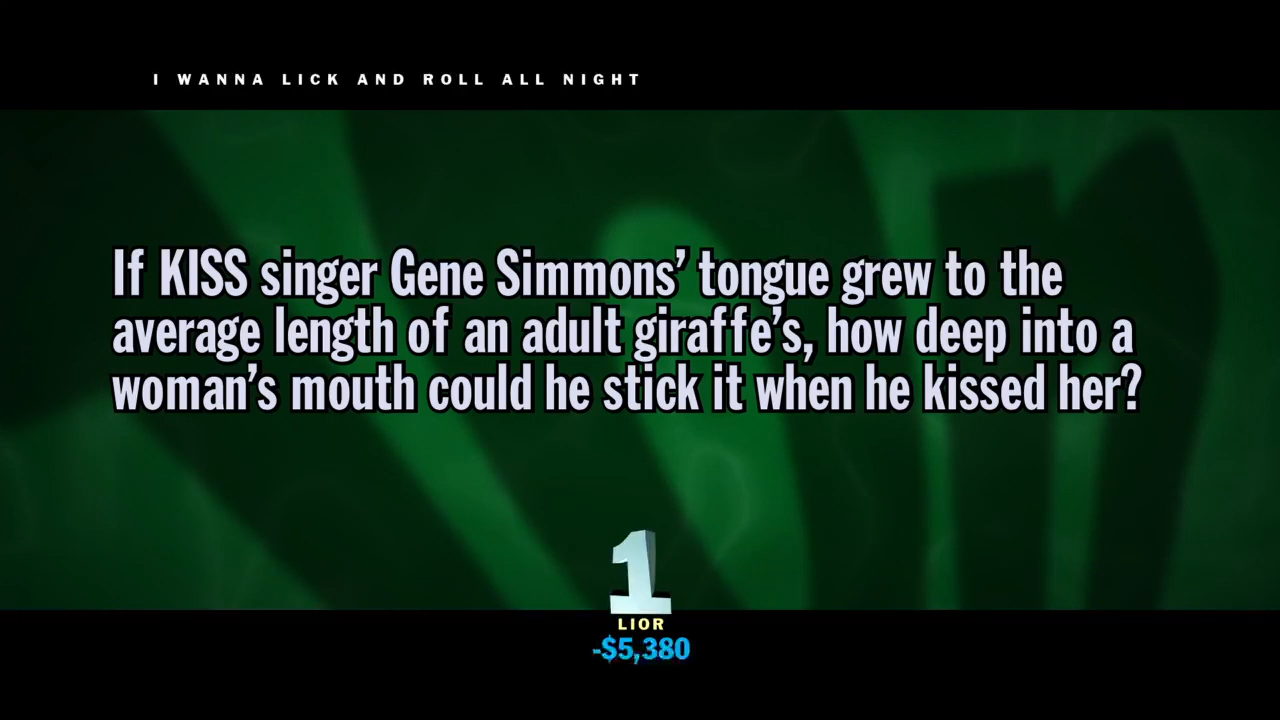 I WANNA LICK AND ROLL ALL NIGHT
If KISS singer Gene Simmons' tongue grew to the
average length of an adult giraffe's, how deep into a
woman's mouth could he stick it when he kissed her?
1
LIOR
-$5,380